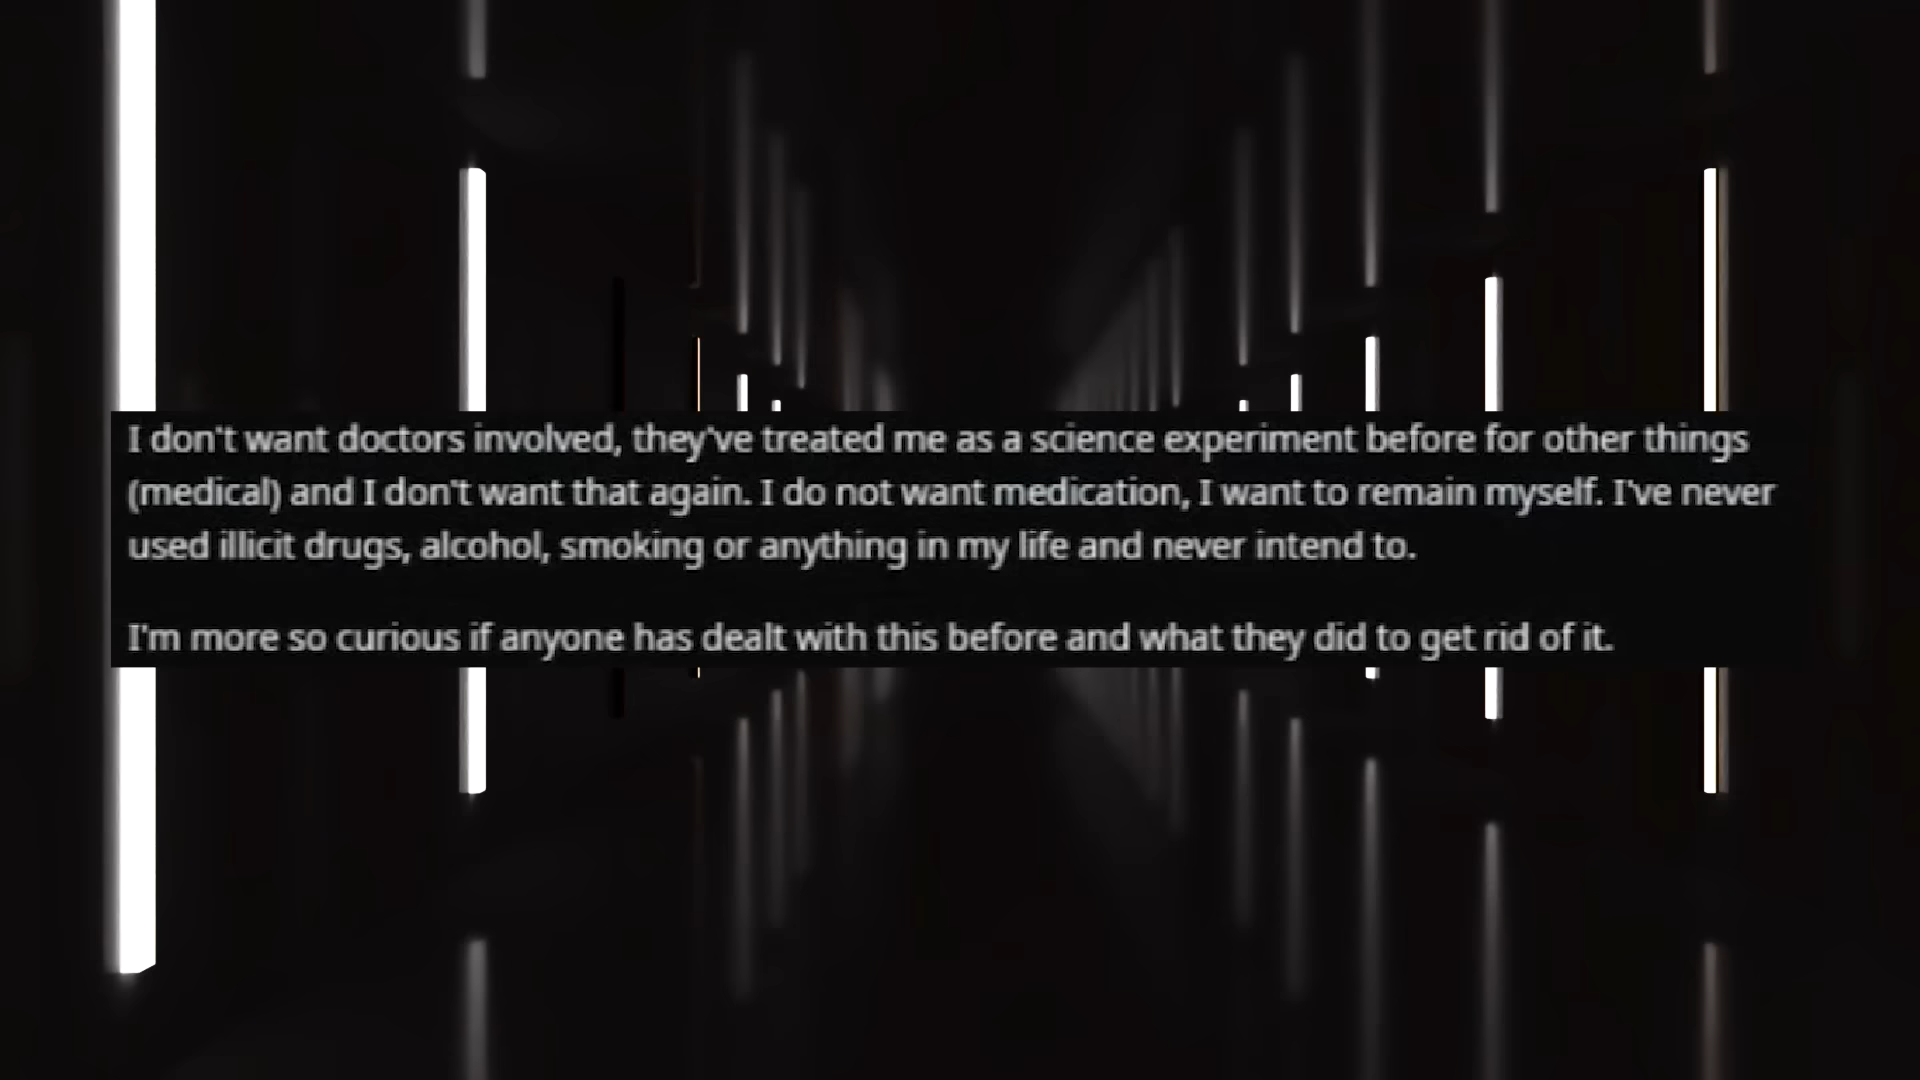 I don't want doctors involved, they've treated me as a science experiment before for other things
(medical) and I don't want that again. I do not want medication, I want to remain myself. I've never
used illicit drugs, alcohol, smoking or anything in my life and never intend to.
I'm more so curious if anyone has dealt with this before and what they did to get rid of it.